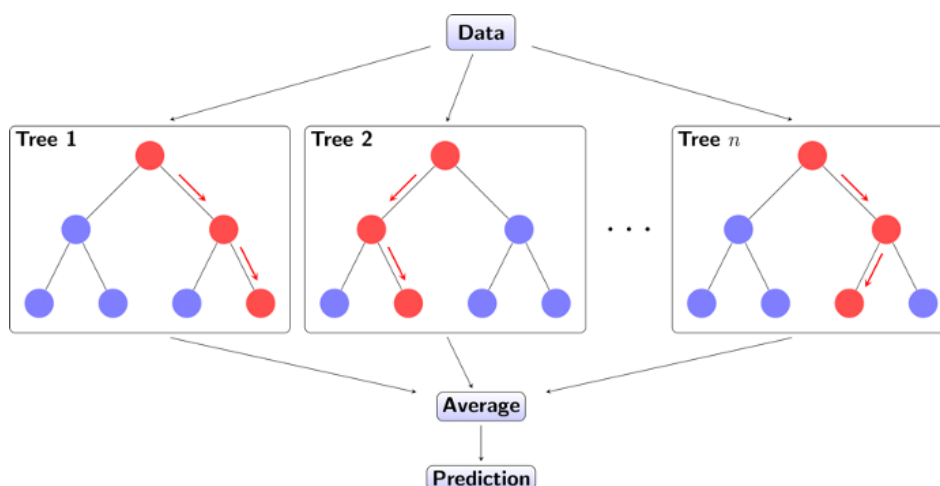 Data
Tree 1
Tree 2
Tree n
. . .
Average
Prediction